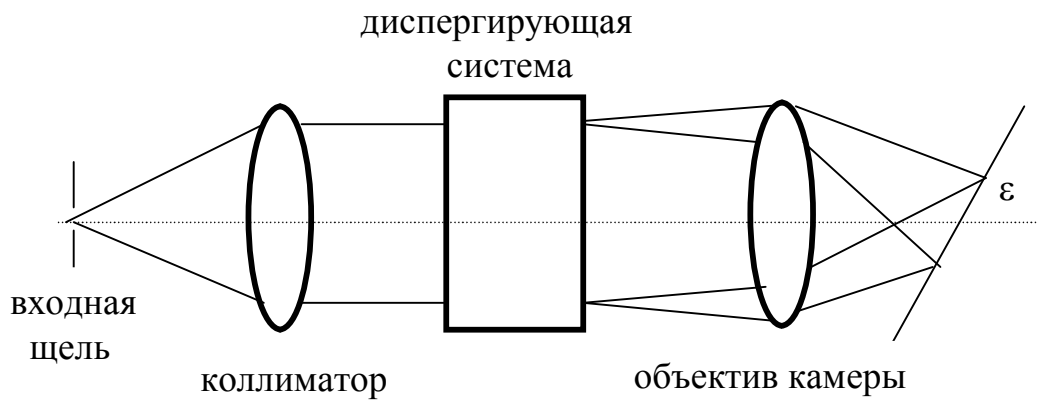 диспергирующая
система
ε
входная
щель
коллиматор
объектив камеры